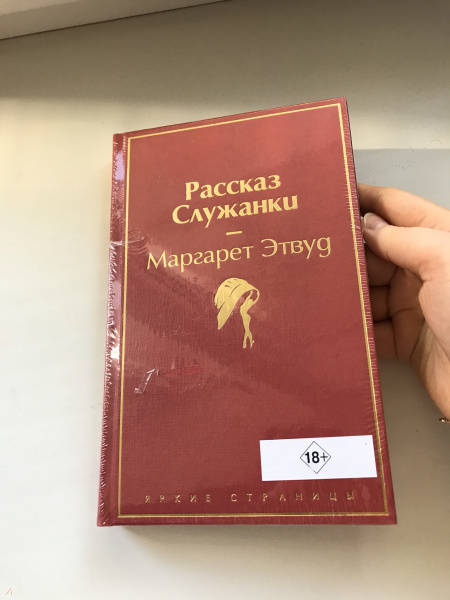 Рассказ
Служанки
Маргарет Этвуд
18+
ЯРКИЕ СТРАНИЦЫ